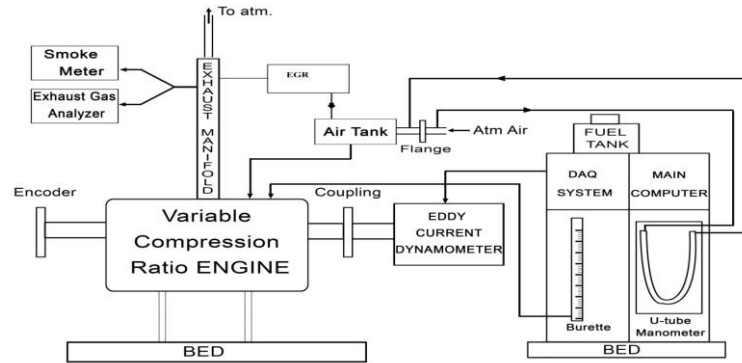 To atm.
Smoke
Meter
Exhaust Gas
Analyzer
EXHAUST MANIFOLD
EGR
Air Tank
Flange
Atm Air
FUEL
TANK
DAQ
SYSTEM
MAIN
COMPUTER
Encoder
Variable
Compression
Ratio ENGINE
Coupling
EDDY
CURRENT
DYNAMOMETER
Burette
U-tube
Manometer
BED
BED